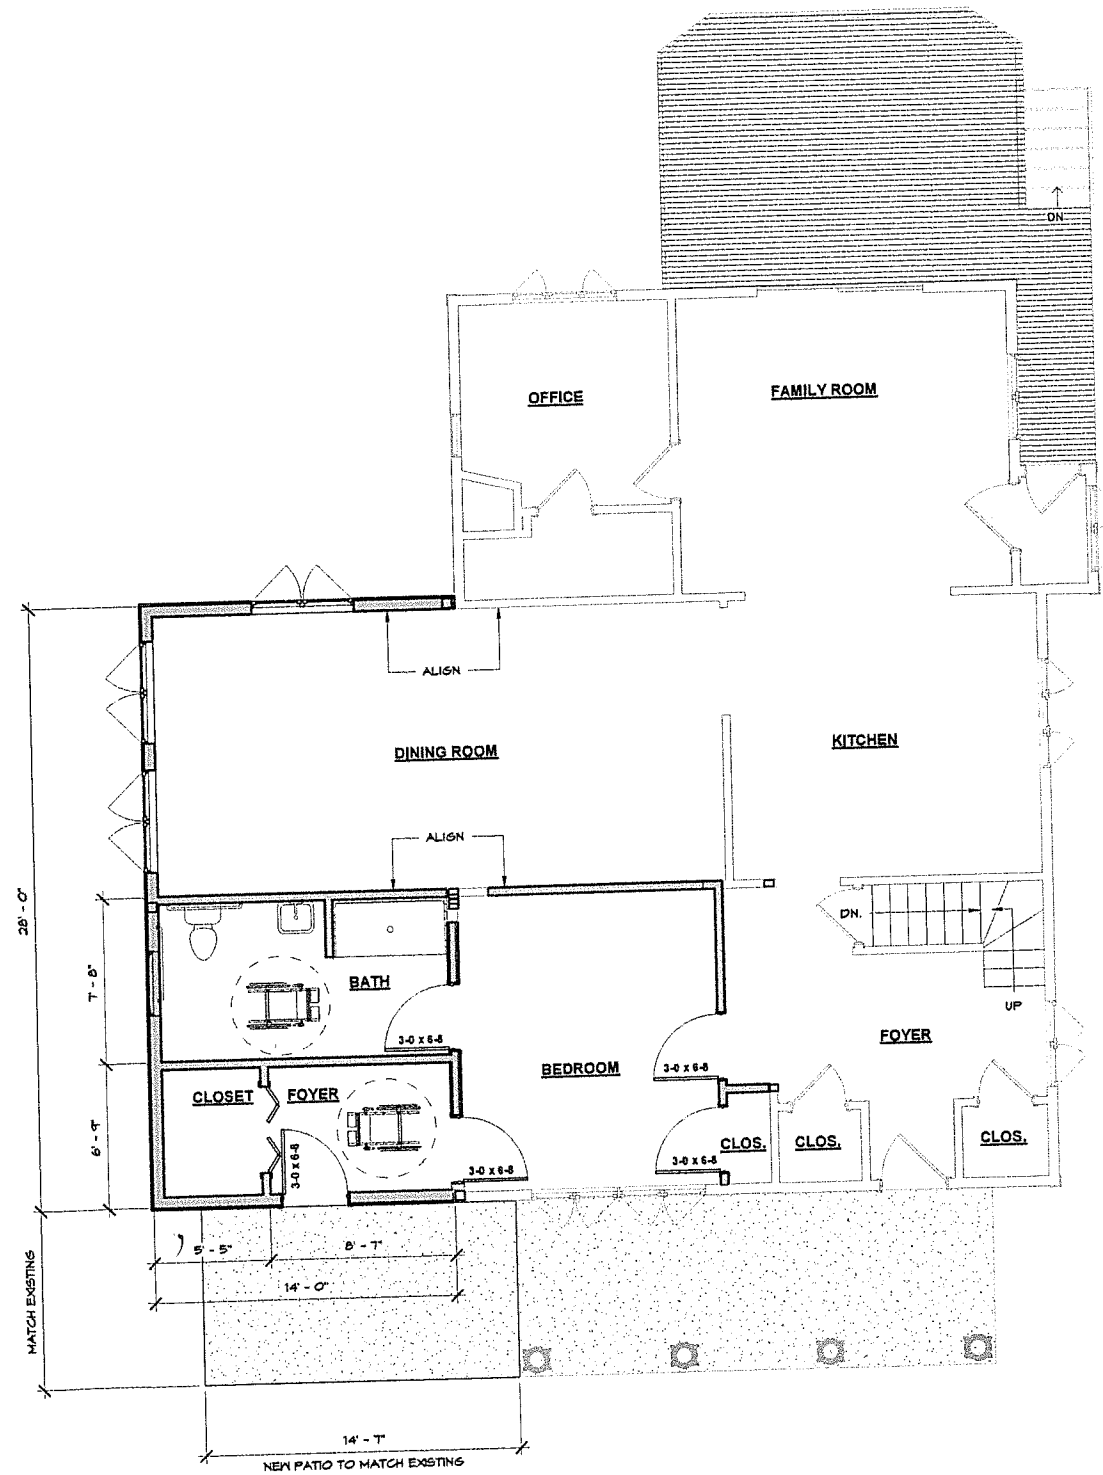 DN
OFFICE
FAMILY ROOM
ALIGN
DINING ROOM
KITCHEN
ALIGN
28' - 0"
DN.
7' - 8"
BATH
UP
FOYER
3-0 x 6-8
BEDROOM
3-0 x 6-8
CLOSET
FOYER
6' - 9"
CLOS.
CLOS.
CLOS.
3-0 x 6-8
3-0 x 6-8
3-0 x 6-8
5' - 5"
8' - 7"
14' - 0"
MATCH EXISTING
14' - 7"
NEW PATIO TO MATCH EXISTING